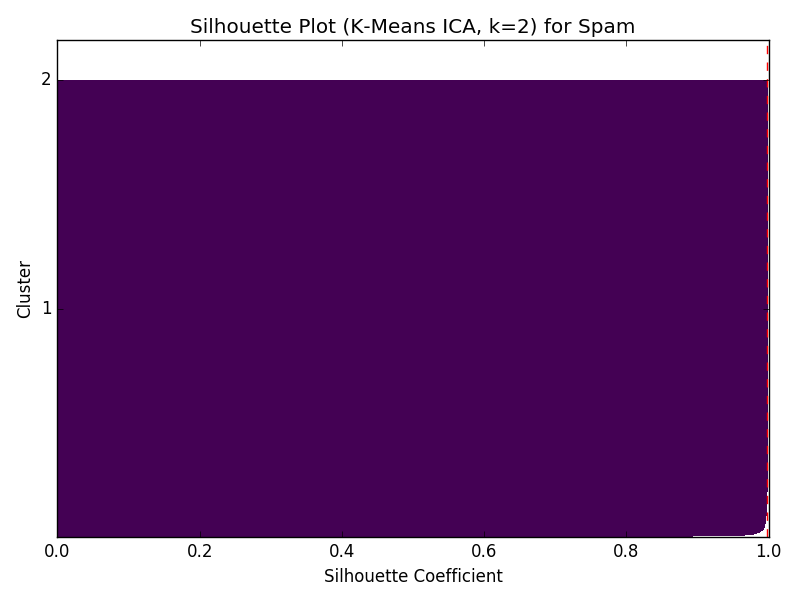 Silhouette Plot (K-Means ICA, k=2) for Spam
2
1
Cluster
0.0 0.2 0.4 0.6 0.8 1.0
Silhouette Coefficient